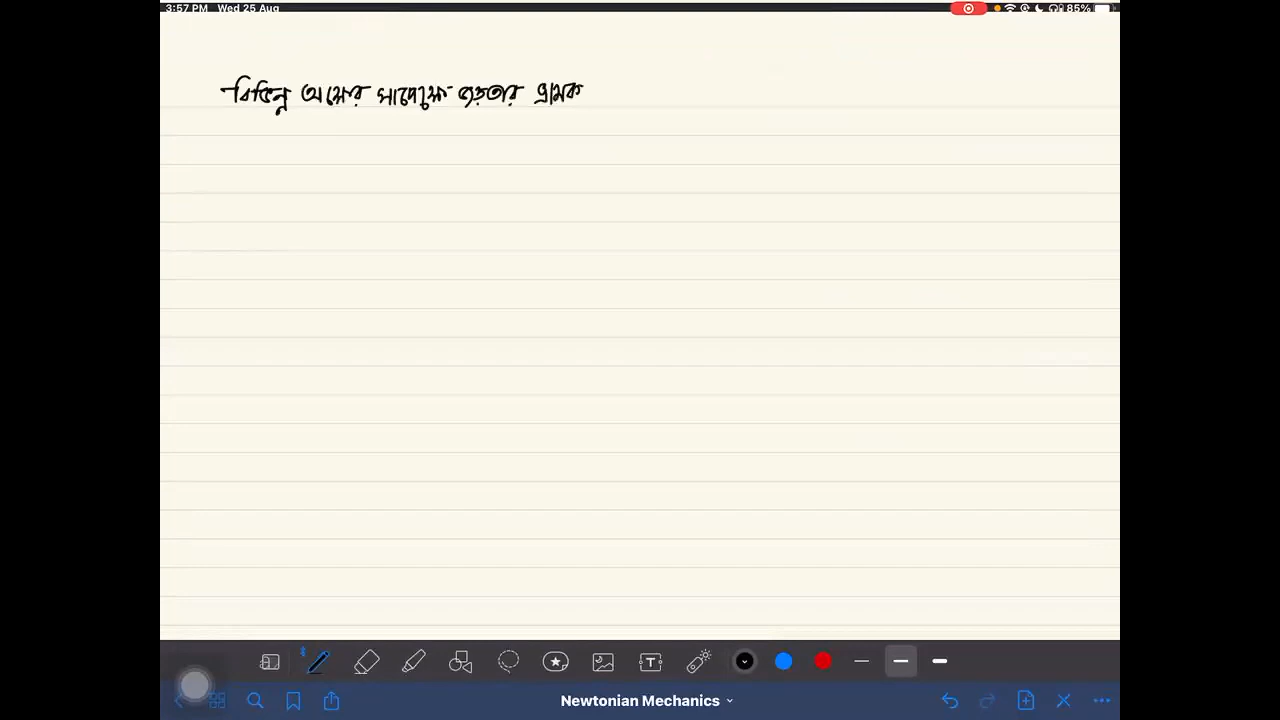 3:57 PM Wed 25 Aug
85%
বিভিন্ন অক্ষের সাপেক্ষে জড়তার ভ্রামক
T
Newtonian Mechanics